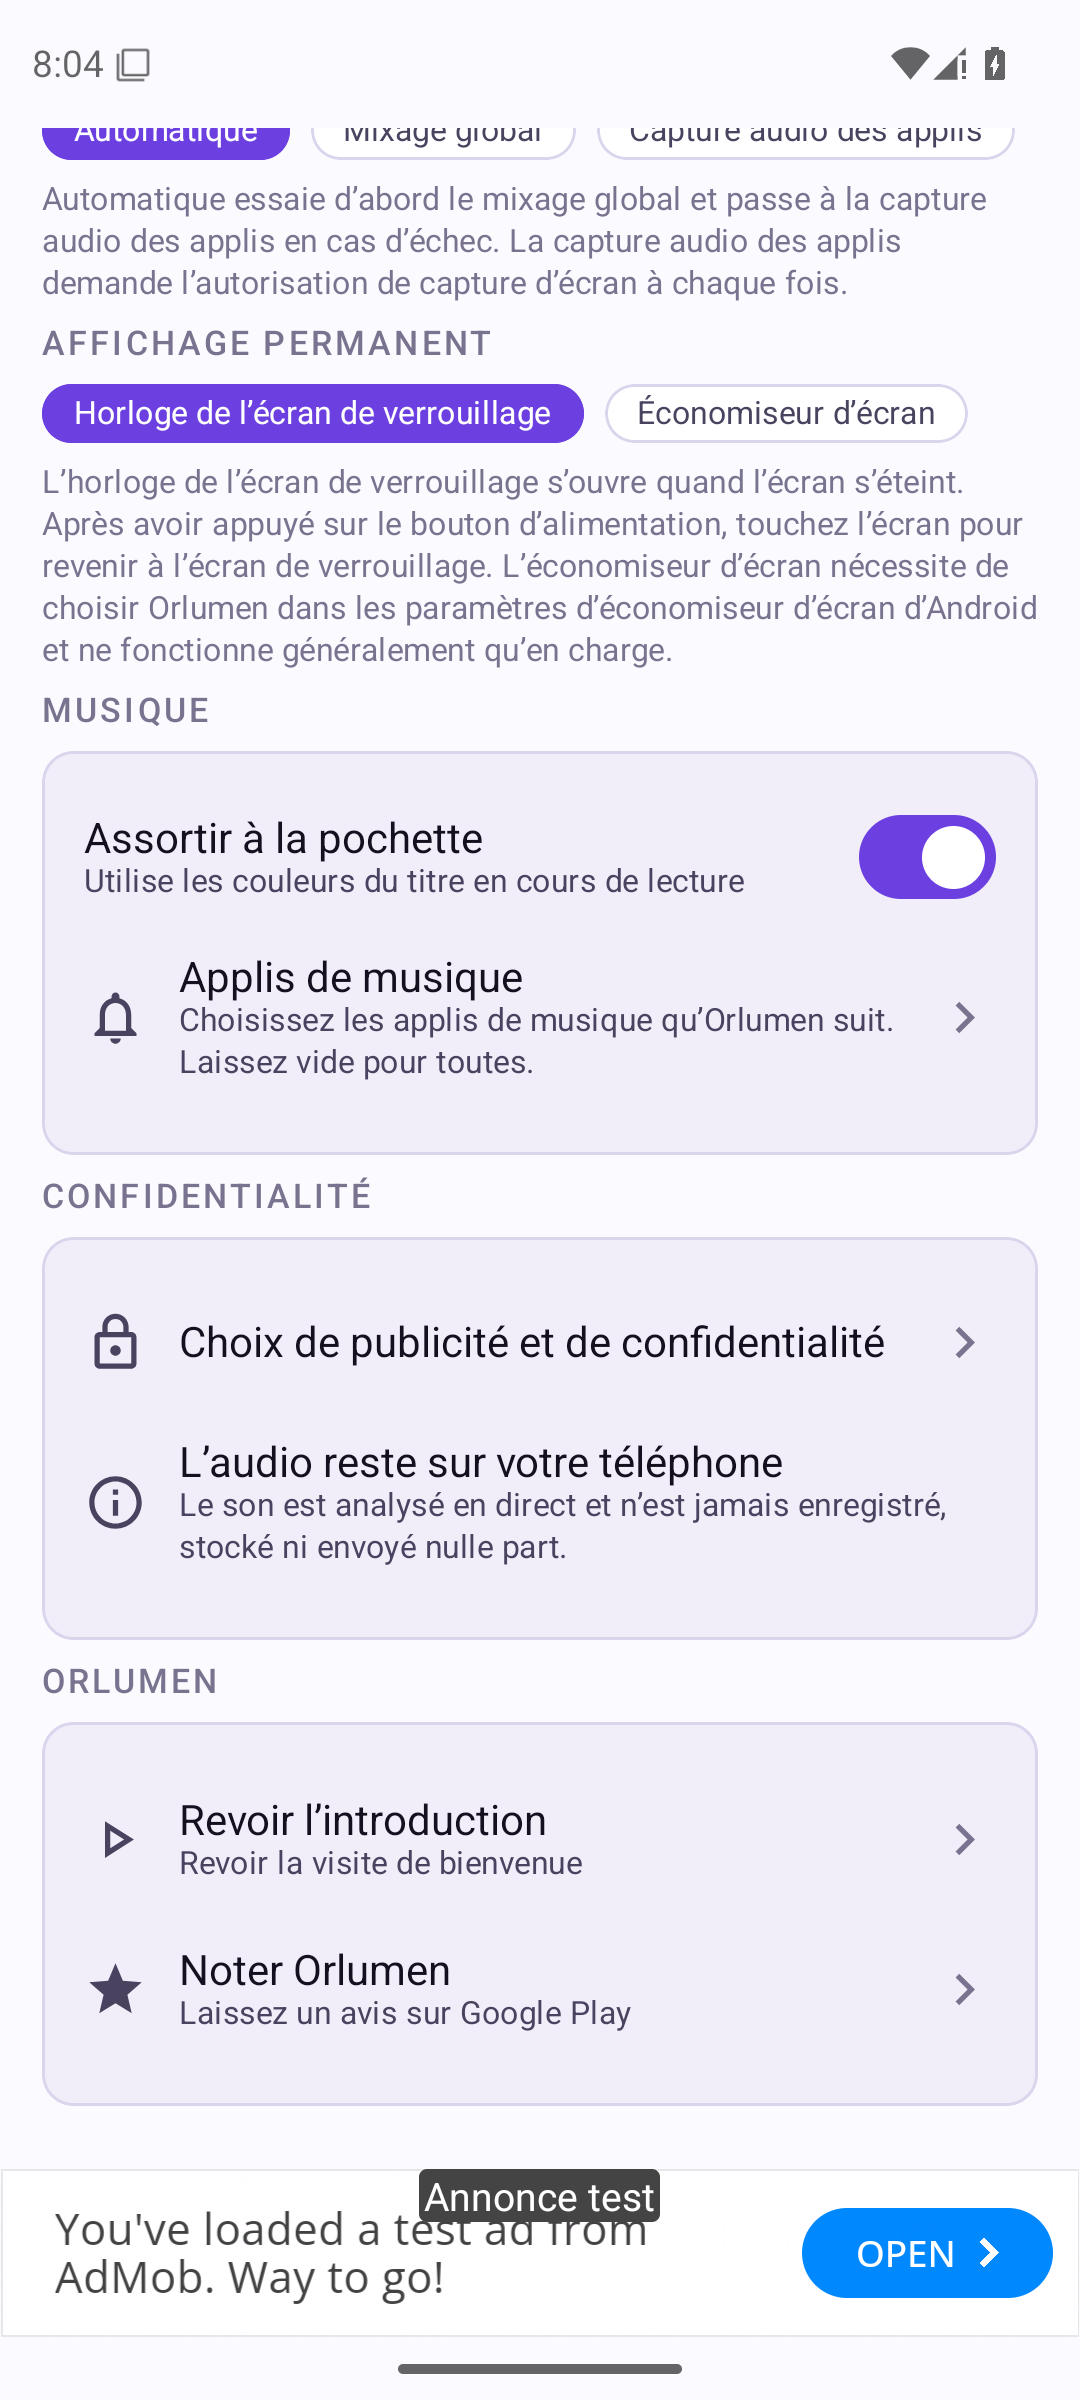 8:04
Automatique
Mixage global
Capture audio des applis
Automatique essaie d’abord le mixage global et passe à la capture
audio des applis en cas d’échec. La capture audio des applis
demande l’autorisation de capture d’écran à chaque fois.
AFFICHAGE PERMANENT
Horloge de l’écran de verrouillage
Économiseur d’écran
L’horloge de l’écran de verrouillage s’ouvre quand l’écran s’éteint.
Après avoir appuyé sur le bouton d’alimentation, touchez l’écran pour
revenir à l’écran de verrouillage. L’économiseur d’écran nécessite de
choisir Orlumen dans les paramètres d’économiseur d’écran d’Android
et ne fonctionne généralement qu’en charge.
MUSIQUE
Assortir à la pochette
Utilise les couleurs du titre en cours de lecture
Applis de musique
Choisissez les applis de musique qu’Orlumen suit.
Laissez vide pour toutes.
CONFIDENTIALITÉ
Choix de publicité et de confidentialité
L’audio reste sur votre téléphone
Le son est analysé en direct et n’est jamais enregistré,
stocké ni envoyé nulle part.
ORLUMEN
Revoir l’introduction
Revoir la visite de bienvenue
Noter Orlumen
Laissez un avis sur Google Play
Annonce test
You've loaded a test ad from
AdMob. Way to go!
OPEN